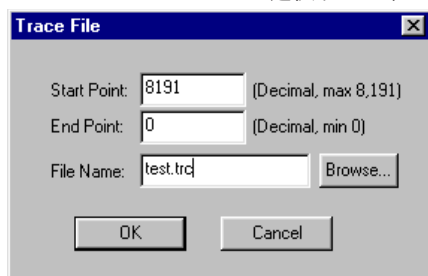 Trace File
Start Point: 8191 (Decimal, max 8,191)
End Point: 0 (Decimal, min 0)
File Name: test.trc Browse...
OK Cancel